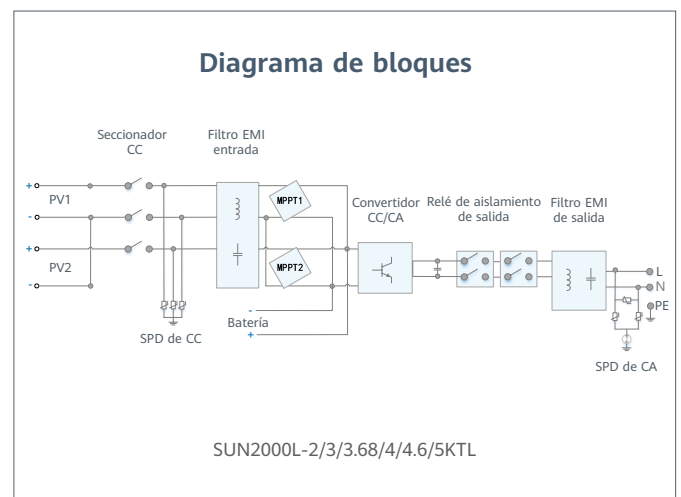 Diagrama de bloques
Seccionador
CC
Filtro EMI
entrada
+
PV1
-
+
PV2
-
MPPT1
MPPT2
Convertidor
CC/CA
Relé de aislamiento
de salida
Filtro EMI
de salida
L
N
PE
-
Batería
+
SPD de CC
SPD de CA
SUN2000L-2/3/3.68/4/4.6/5KTL